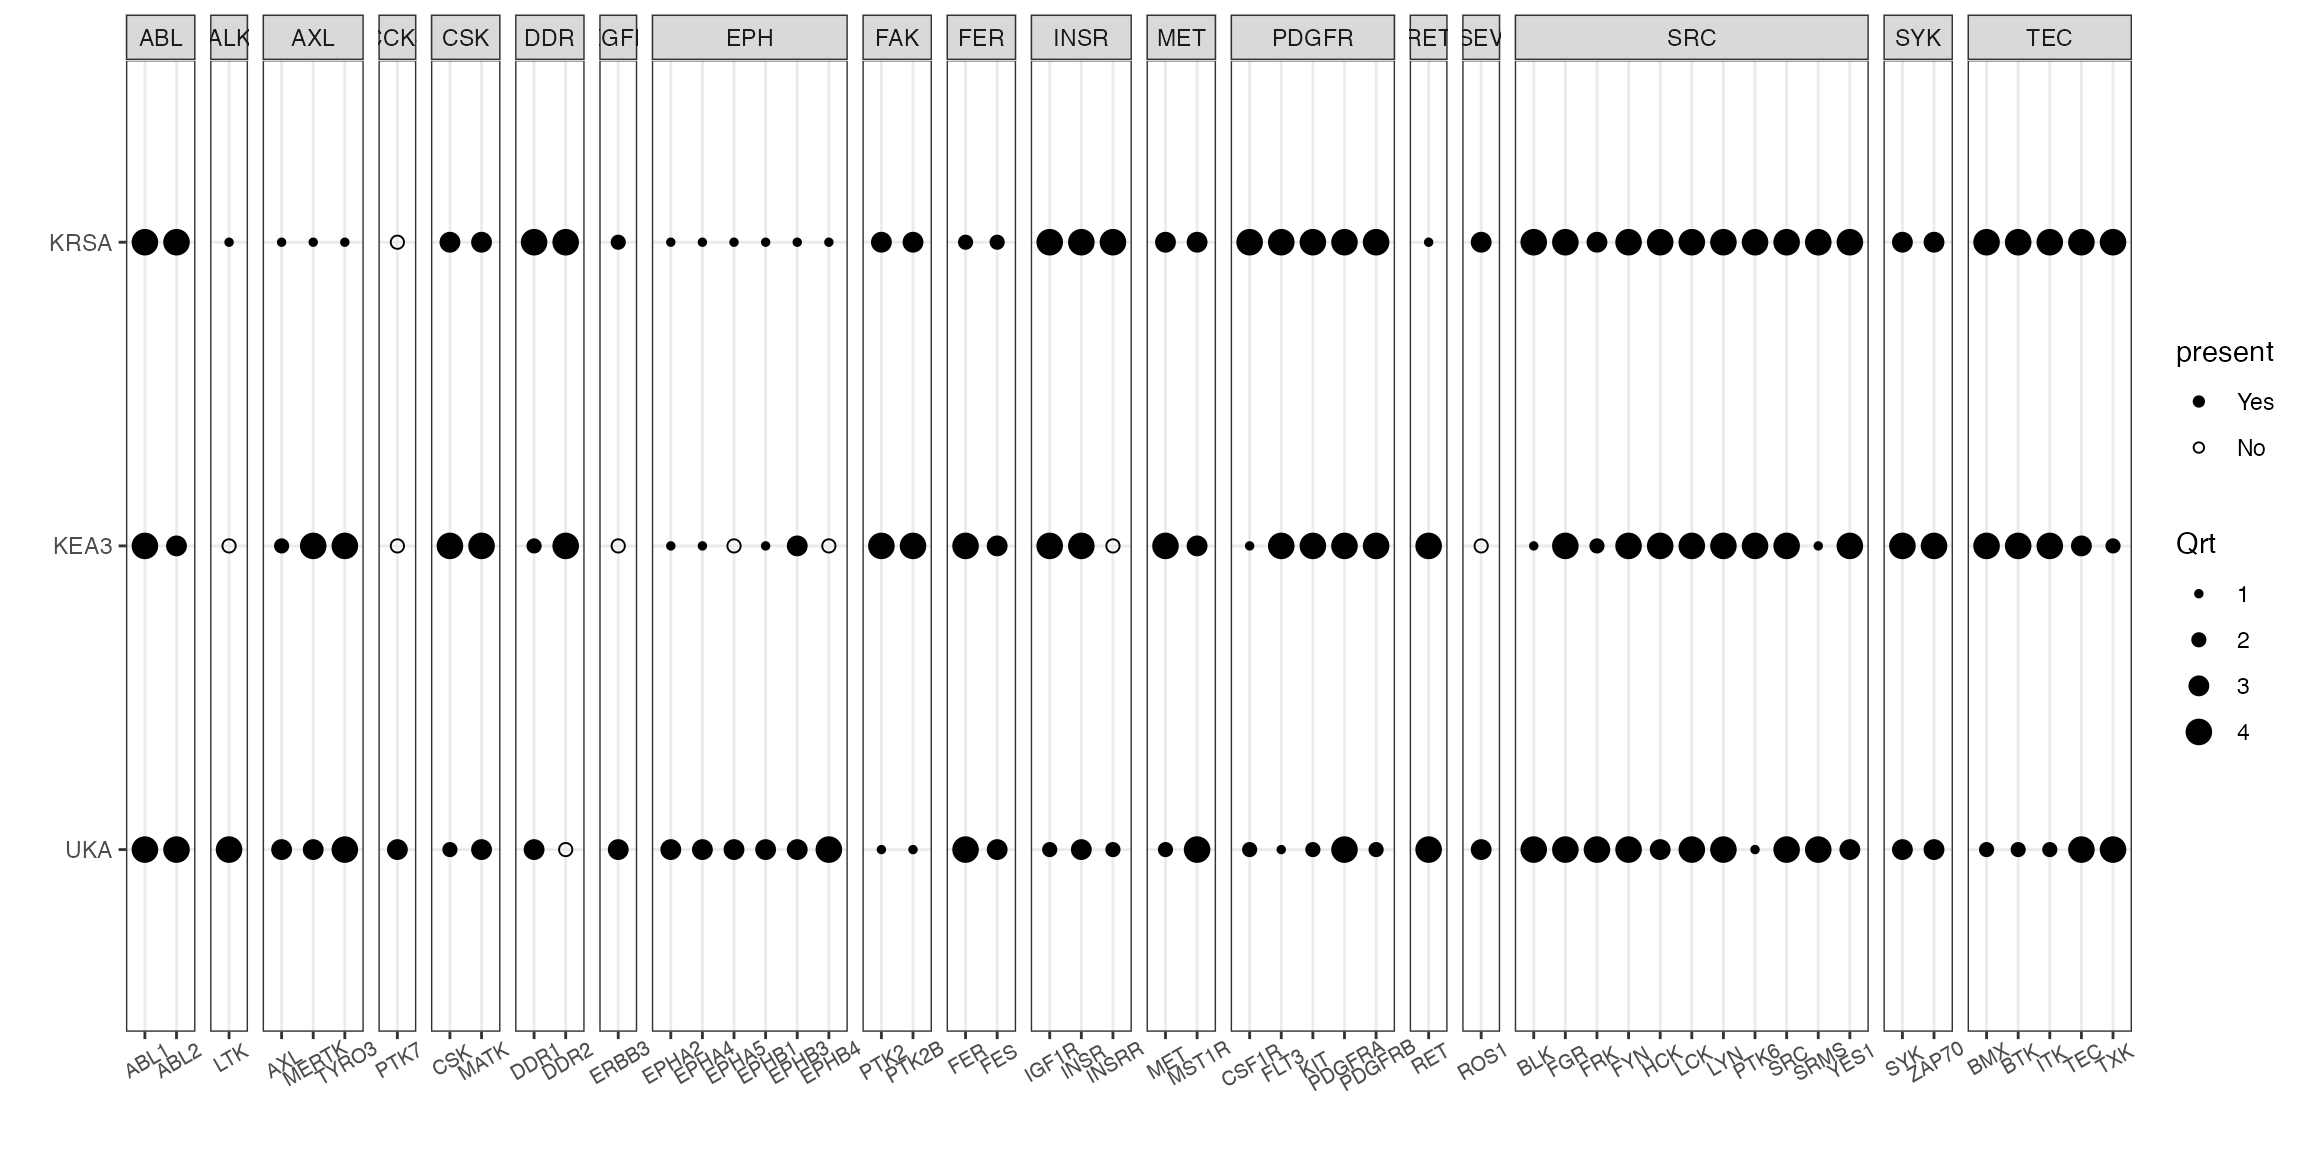 ABL ALK AXL CCK CSK DDR EGFR EPH FAK FER INSR MET PDGFR RET SEV SRC SYK TEC
KRSA
KEA3
UKA
ABL1 ABL2 LTK AXL MERTK TYRO3 PTK7 CSK MATK DDR1 DDR2 ERBB3 EPHA2 EPHA4 EPHA5 EPHB1 EPHB3 EPHB4 PTK2 PTK2B FER FES IGF1R INSR INSRR MET MST1R CSF1R FLT3 KIT PDGFRA PDGFRB RET ROS1 BLK FGR FRK FYN HCK LCK LYN PTK6 SRC SRMS YES1 SYK ZAP70 BMX BTK ITK TEC TXK
present
Yes
No
Qrt
1
2
3
4